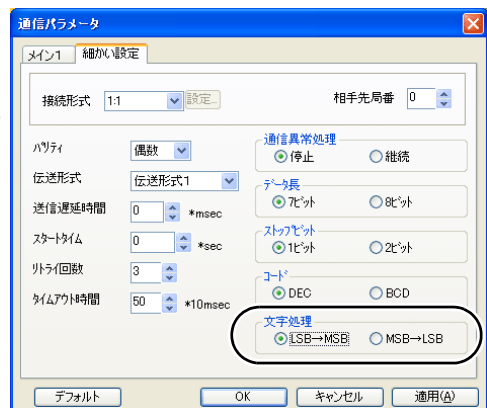 通信パラメータ
メイン1 細かい設定
接続形式 1:1 設定... 相手先局番 0
パリティ 偶数
伝送形式 伝送形式1
送信遅延時間 0 *msec
スタートタイム 0 *sec
リトライ回数 3
タイムアウト時間 50 *10msec
通信異常処理
停止 継続
データ長
7ビット 8ビット
ストップビット
1ビット 2ビット
コード
DEC BCD
文字処理
LSB→MSB MSB→LSB
デフォルト OK キャンセル 適用(A)